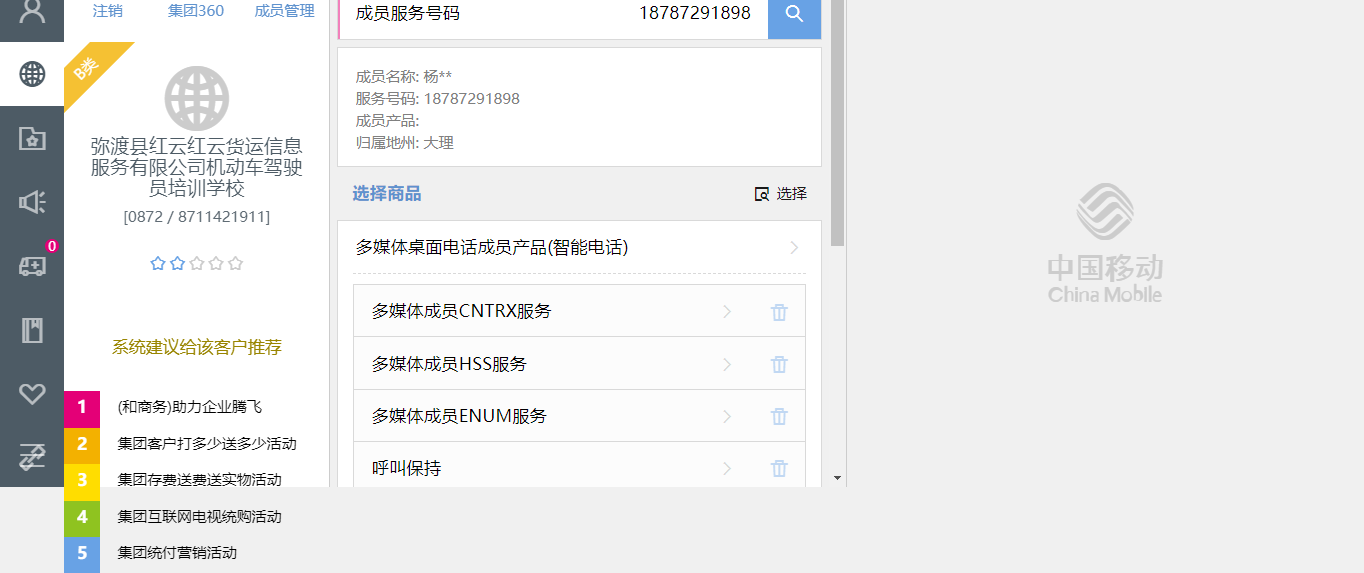 注销 集团360 成员管理
B类
弥渡县红云红云货运信息
服务有限公司机动车驾驶
员培训学校
[0872 / 8711421911]
0
系统建议给该客户推荐
1 (和商务)助力企业腾飞
2 集团客户打多少送多少活动
3 集团存费送费送实物活动
4 集团互联网电视统购活动
5 集团统付营销活动
成员服务号码 18787291898
成员名称: 杨**
服务号码: 18787291898
成员产品:
归属地州: 大理
选择商品 选择
多媒体桌面电话成员产品(智能电话)
多媒体成员CNTRX服务
多媒体成员HSS服务
多媒体成员ENUM服务
呼叫保持
中国移动
China Mobile